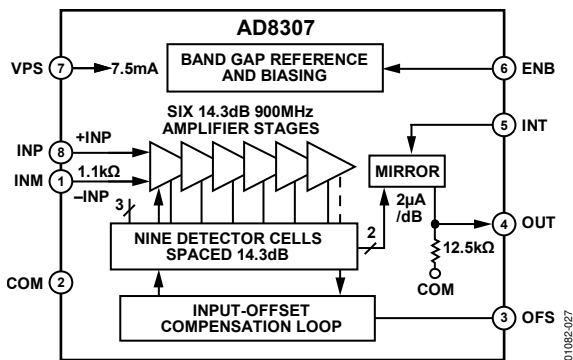 AD8307
VPS 7 7.5mA
BAND GAP REFERENCE
AND BIASING
6 ENB
SIX 14.3dB 900MHz
AMPLIFIER STAGES
5 INT
INP 8 +INP
MIRROR
INM 1 1.1kΩ
–INP
2µA
/dB
3
4 OUT
NINE DETECTOR CELLS
SPACED 14.3dB
2
12.5kΩ
COM 2
COM
INPUT-OFFSET
COMPENSATION LOOP
3 OFS
01082-027